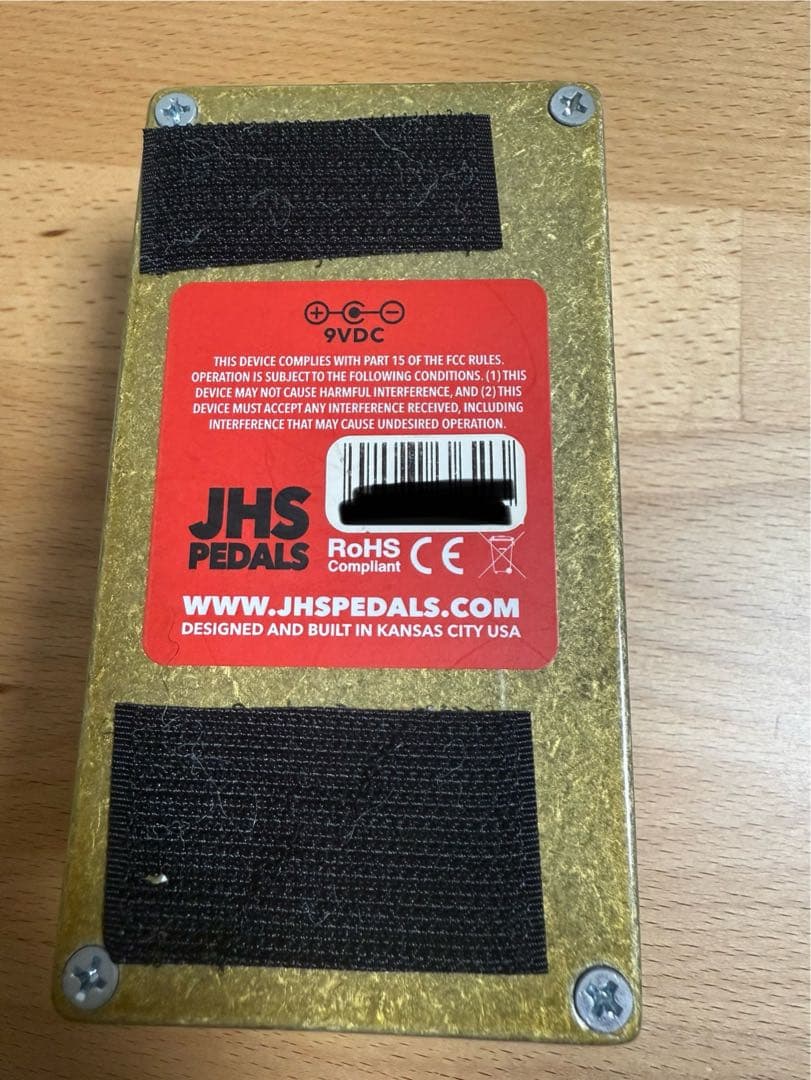 + C -
9VDC
THIS DEVICE COMPLIES WITH PART 15 OF THE FCC RULES.
OPERATION IS SUBJECT TO THE FOLLOWING CONDITIONS. (1) THIS
DEVICE MAY NOT CAUSE HARMFUL INTERFERENCE, AND (2) THIS
DEVICE MUST ACCEPT ANY INTERFERENCE RECEIVED, INCLUDING
INTERFERENCE THAT MAY CAUSE UNDESIRED OPERATION.
JHS
PEDALS
RoHS
Compliant
CE
WWW.JHSPEDALS.COM
DESIGNED AND BUILT IN KANSAS CITY USA